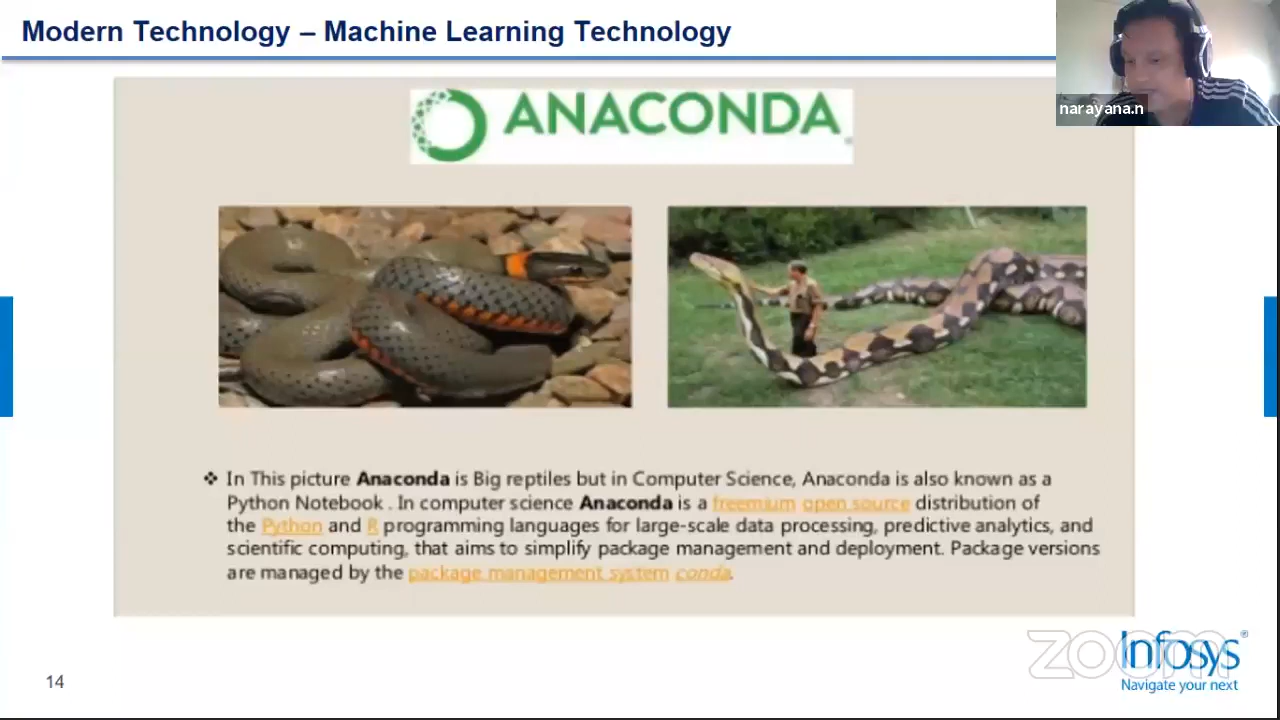 Modern Technology – Machine Learning Technology
narayana.n
ANACONDA
❖ In This picture Anaconda is Big reptiles but in Computer Science, Anaconda is also known as a
Python Notebook . In computer science Anaconda is a freemium open source distribution of
the Python and R programming languages for large-scale data processing, predictive analytics, and
scientific computing, that aims to simplify package management and deployment. Package versions
are managed by the package management system conda.
zoom
Infosys®
Navigate your next
14